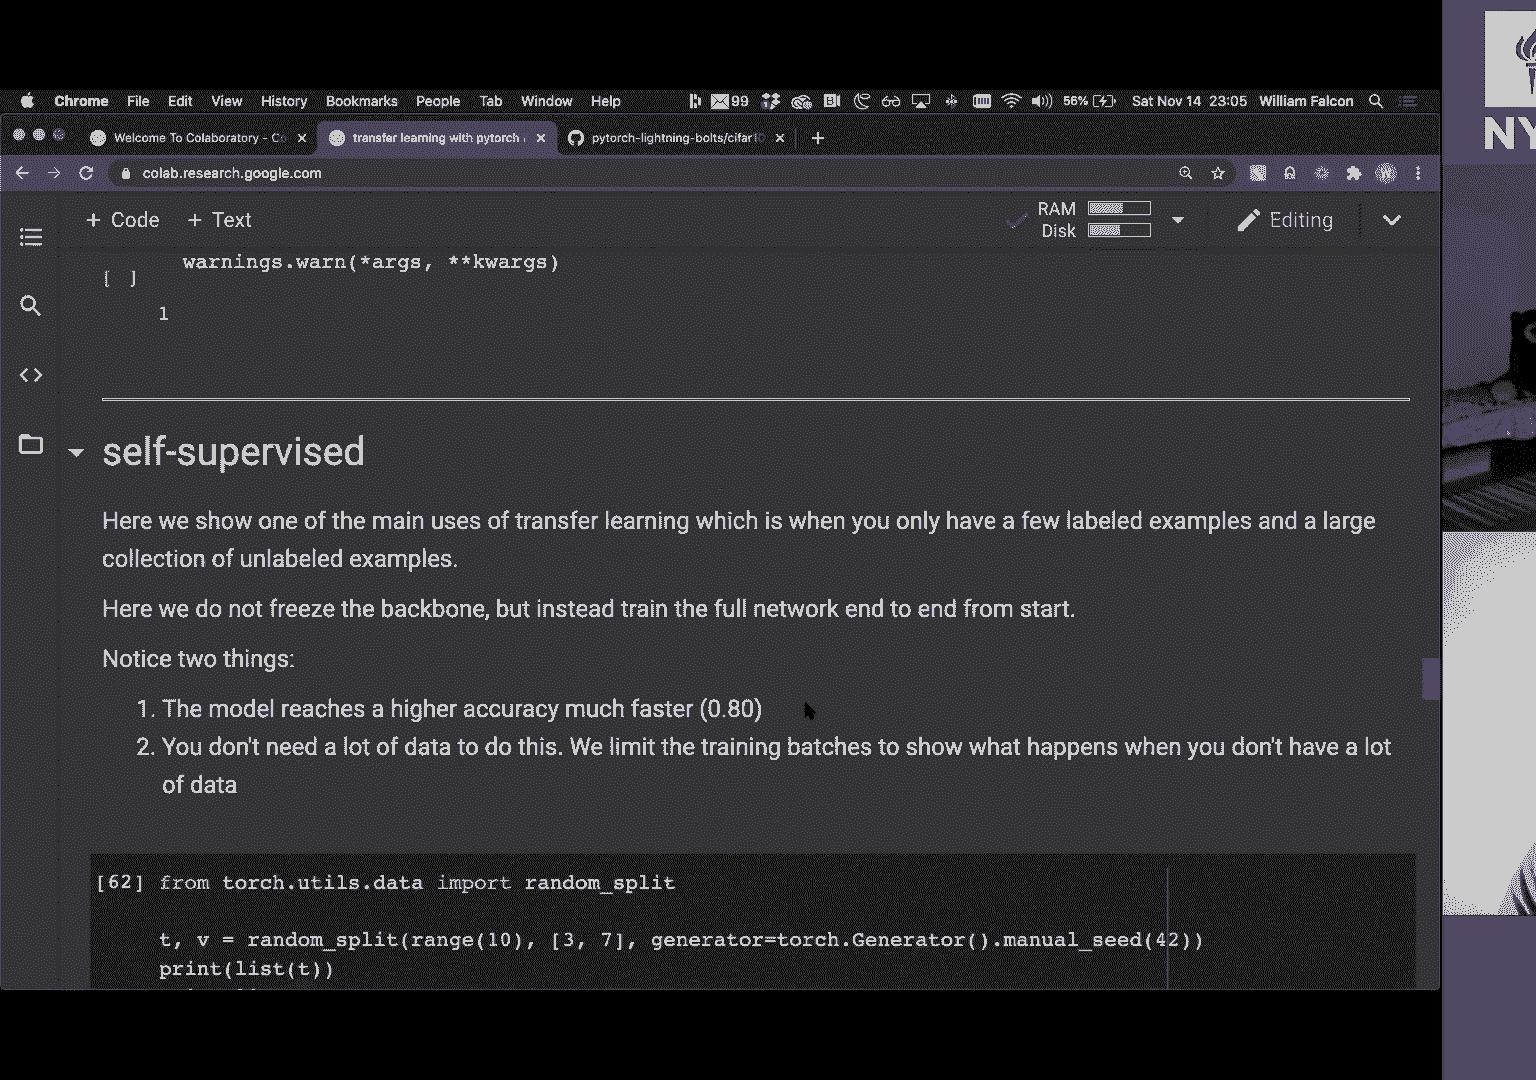 Chrome File Edit View History Bookmarks People Tab Window Help 99 56% Sat Nov 14 23:05 William Falcon
Welcome To Colaboratory - Co
transfer learning with pytorch
pytorch-lightning-bolts/cifar10
colab.research.google.com
+ Code + Text
RAM
Disk
Editing
warnings.warn(*args, **kwargs)
[ ]
1
self-supervised
Here we show one of the main uses of transfer learning which is when you only have a few labeled examples and a large
collection of unlabeled examples.
Here we do not freeze the backbone, but instead train the full network end to end from start.
Notice two things:
1. The model reaches a higher accuracy much faster (0.80)
2. You don't need a lot of data to do this. We limit the training batches to show what happens when you don't have a lot
of data
[62] from torch.utils.data import random_split
t, v = random_split(range(10), [3, 7], generator=torch.Generator().manual_seed(42))
print(list(t))
NY